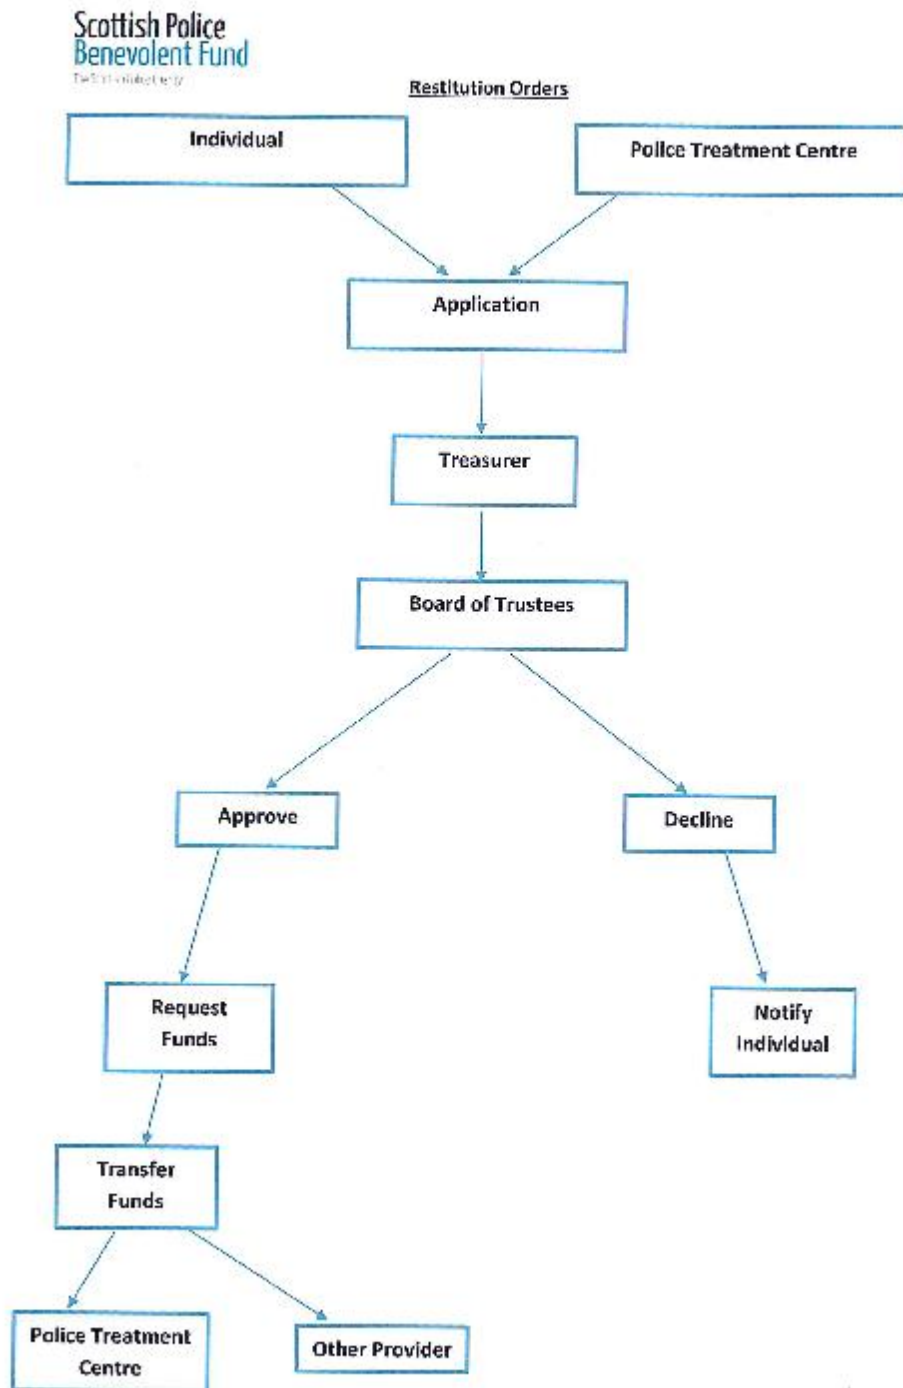 Scottish Police
Benevolent Fund
Restitution Orders
Individual
Police Treatment Centre
Application
Treasurer
Board of Trustees
Approve
Decline
Request
Funds
Notify
Individual
Transfer
Funds
Police Treatment
Centre
Other Provider